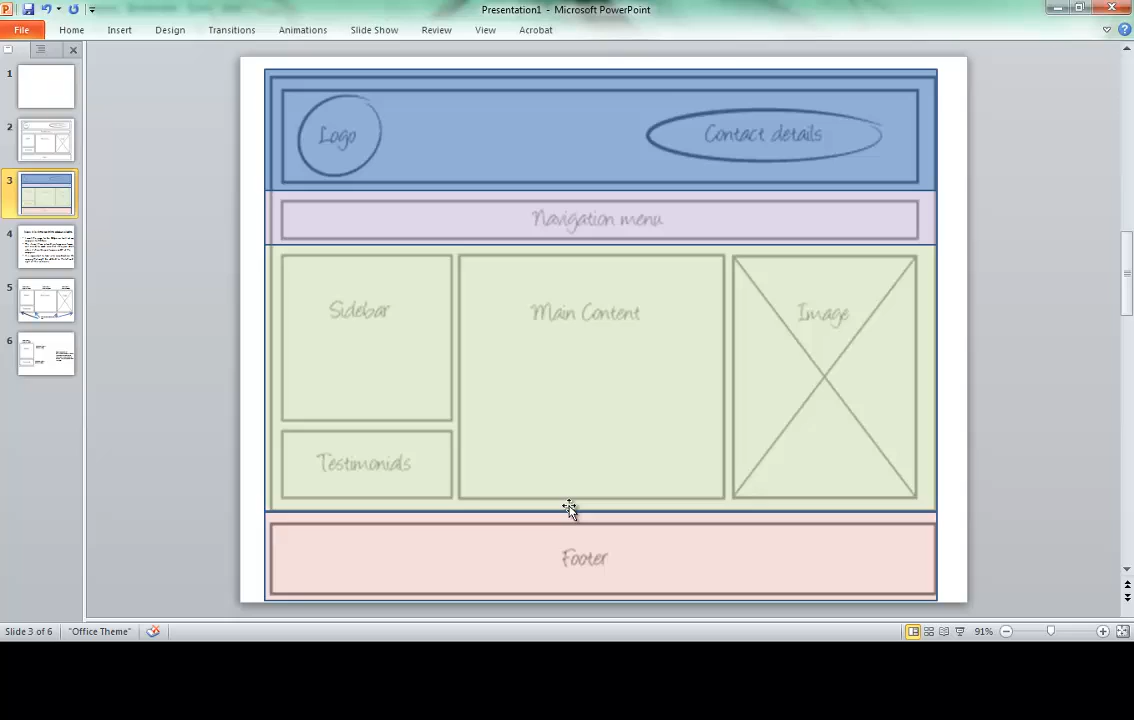 Presentation1 - Microsoft PowerPoint
File Home Insert Design Transitions Animations Slide Show Review View Acrobat
1
2
3
4
5
6
Logo
Contact details
Navigation menu
Sidebar
Main Content
Image
Testimonials
Footer
Slide 3 of 6 "Office Theme" 91%